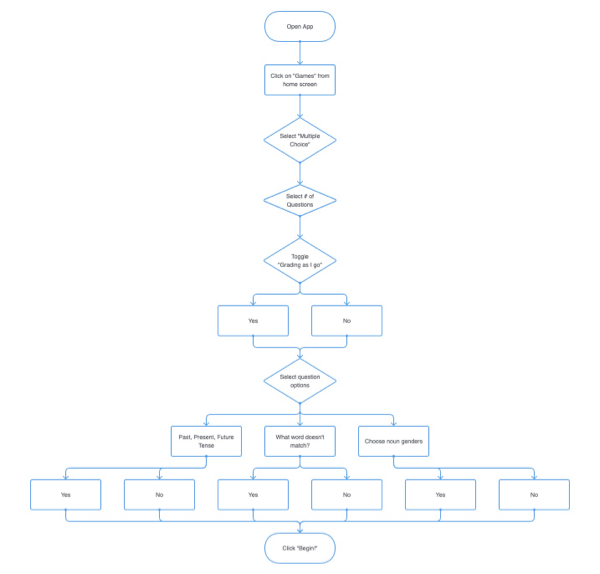 Open App
Click on "Games" from
home screen
Select "Multiple
Choice"
Select # of
Questions
Toggle
"Grading as I go"
Yes
No
Select question
options
Past, Present, Future
Tense
What word doesn't
match?
Choose noun genders
Yes
No
Yes
No
Yes
No
Click "Begin!"